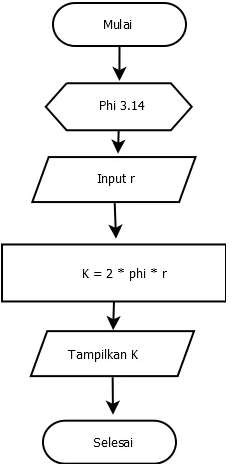 Mulai
Phi 3.14
Input r
K = 2 * phi * r
Tampilkan K
Selesai